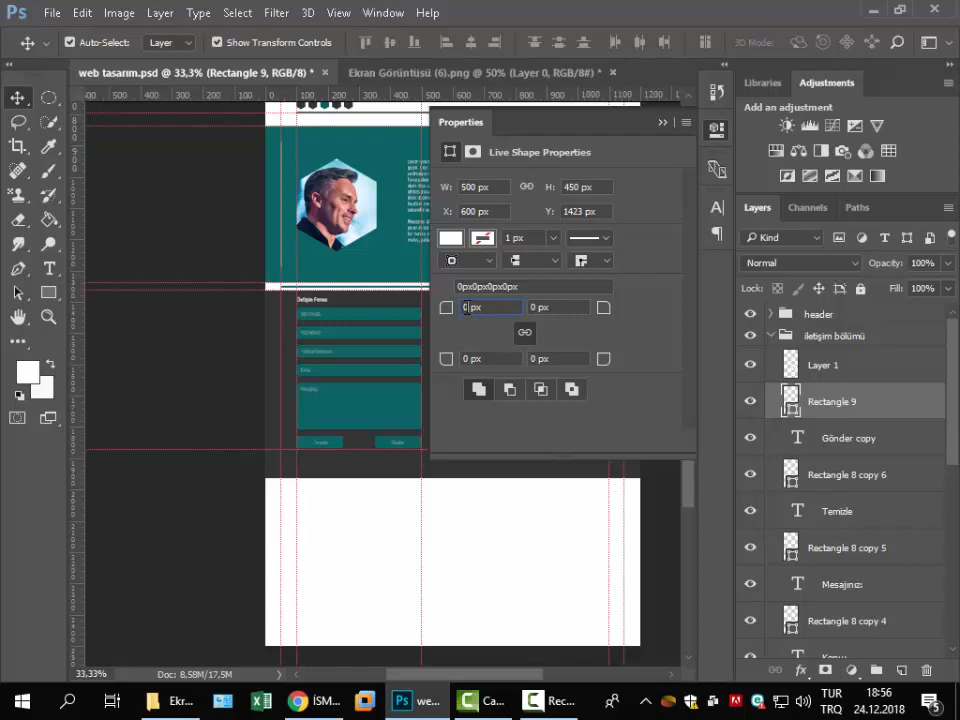 Ps File Edit Image Layer Type Select Filter 3D View Window Help
Auto-Select: Layer Show Transform Controls 3D Mode:
web tasarım.psd @ 33,3% (Rectangle 9, RGB/8) * × Ekran Görüntüsü (6).png @ 50% (Layer 0, RGB/8#) * ×
Properties
Live Shape Properties
W: 500 px H: 450 px
X: 600 px Y: 1423 px
1 px
0px0px0px0px
0 px 0 px
0 px 0 px
İletişim Formu
Libraries Adjustments
Add an adjustment
Layers Channels Paths
Kind
Normal Opacity: 100%
Lock: Fill: 100%
header
iletişim bölümü
Layer 1
Rectangle 9
Gönder copy
Rectangle 8 copy 6
Temizle
Rectangle 8 copy 5
Mesajınız:
Rectangle 8 copy 4
33,33% Doc: 8,58M/17,5M
Ekr... İSM... Ps we... Ca... Rec...
TUR 18:56
TRQ 24.12.2018
5